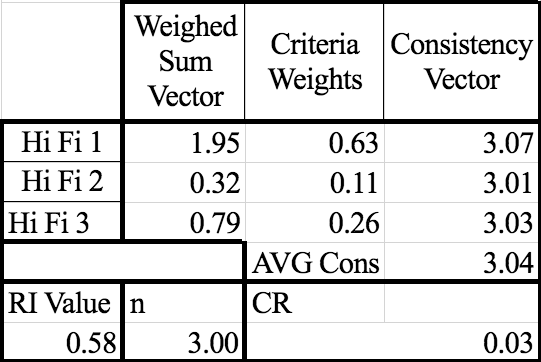 Weighed Sum Vector Criteria Weights Consistency Vector
Hi Fi 1 1.95 0.63 3.07
Hi Fi 2 0.32 0.11 3.01
Hi Fi 3 0.79 0.26 3.03
AVG Cons 3.04
RI Value n CR
0.58 3.00 0.03